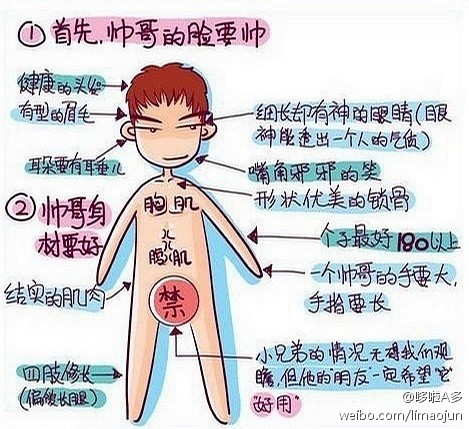 ① 首先,帅哥的脸要帅
健康的头发
有型的眉毛
耳朵要有耳垂儿
细长却有神的眼睛(眼
神能透出一个人的气质)
嘴角邪邪的笑
形状优美的锁骨
② 帅哥身
材要好
胸肌
腹肌
个子最好180以上
一个帅哥的手要大,
手指要长
结实的肌肉
禁
四肢修长
(偏傻长腿)
小兄弟的情况无碍我们观
瞻,但他的"朋友"一定希望"它
"好用"
@哆啦A多
weibo.com/limaojun